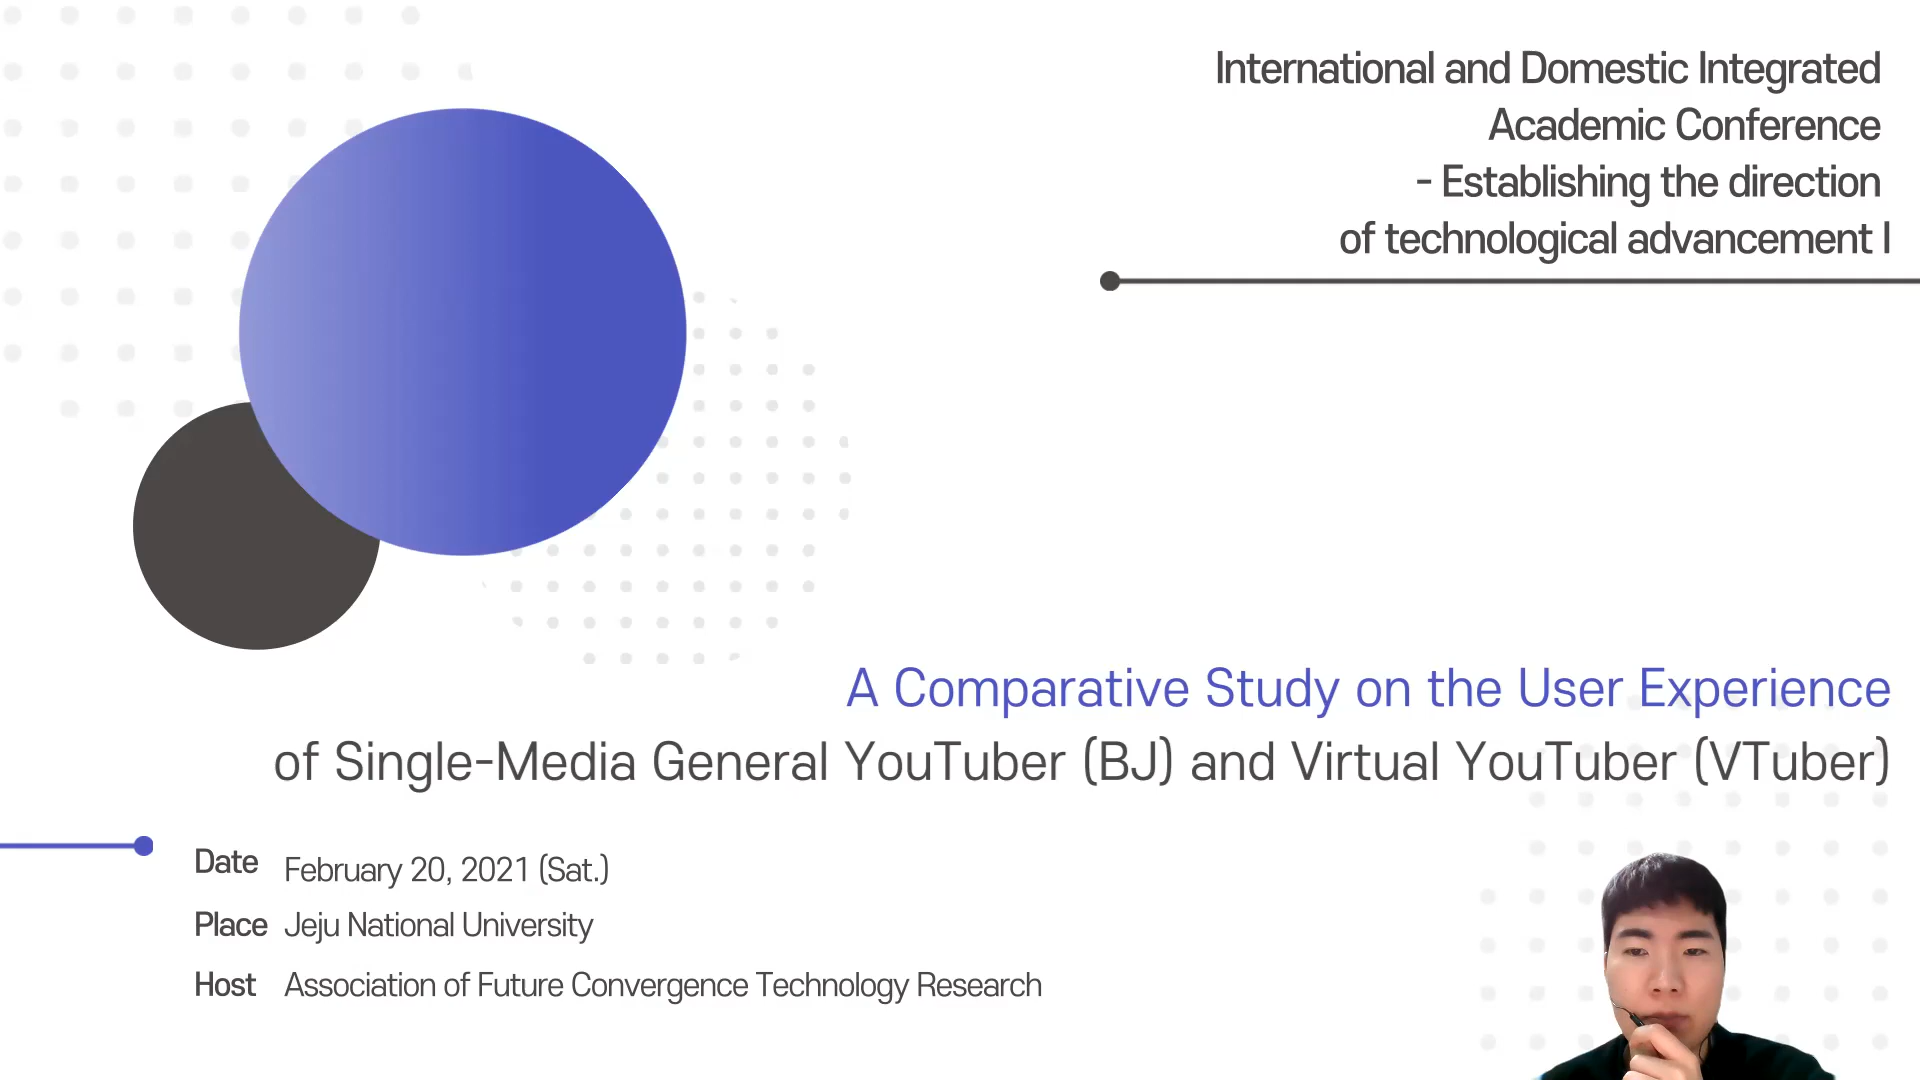 International and Domestic Integrated
Academic Conference
- Establishing the direction
of technological advancement I
A Comparative Study on the User Experience
of Single-Media General YouTuber (BJ) and Virtual YouTuber (VTuber)
Date February 20, 2021 (Sat.)
Place Jeju National University
Host Association of Future Convergence Technology Research